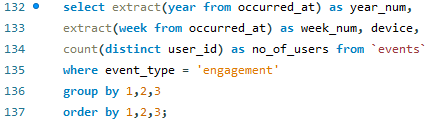 132 select extract(year from occurred_at) as year_num,
133 extract(week from occurred_at) as week_num, device,
134 count(distinct user_id) as no_of_users from `events`
135 where event_type = 'engagement'
136 group by 1,2,3
137 order by 1,2,3;